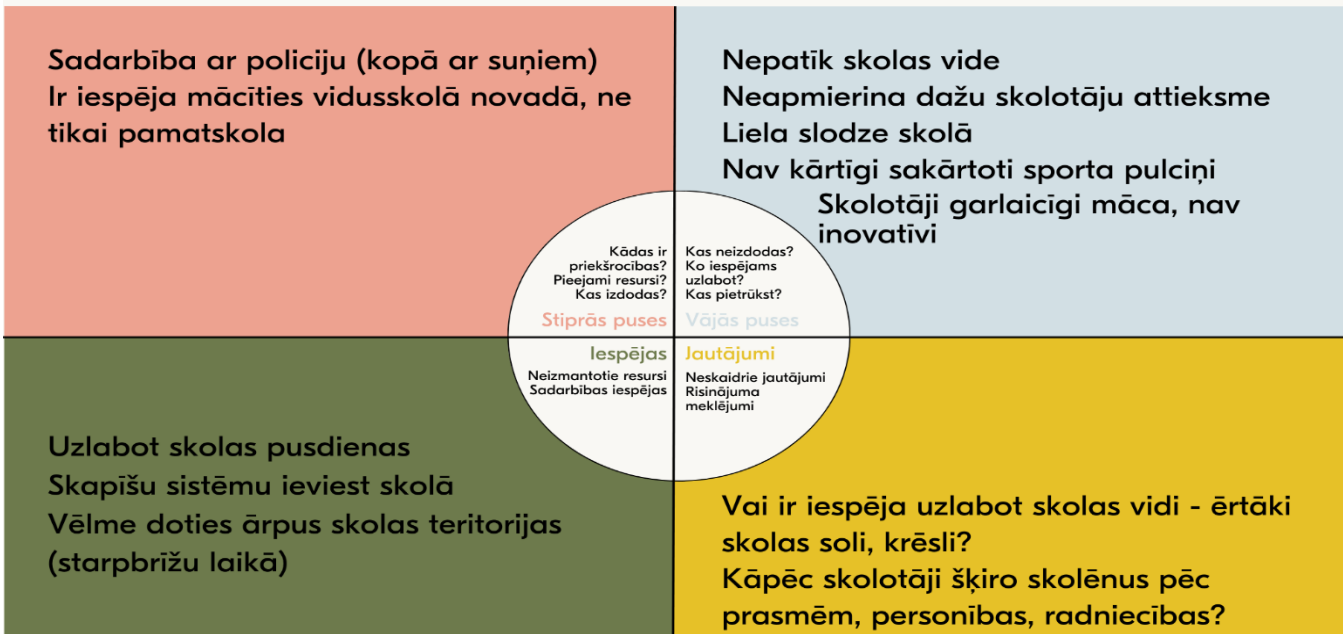 Sadarbība ar policiju (kopā ar suņiem)
Ir iespēja mācīties vidusskolā novadā, ne
tikai pamatskola
Nepatīk skolas vide
Neapmierina dažu skolotāju attieksme
Liela slodze skolā
Nav kārtīgi sakārtoti sporta pulciņi
Skolotāji garlaicīgi māca, nav
inovatīvi
Kādas ir
priekšrocības?
Pieejami resursi?
Kas izdodas?
Stiprās puses
Kas neizdodas?
Ko iespējams
uzlabot?
Kas pietrūkst?
Vājās puses
Iespējas
Neizmantotie resursi
Sadarbības iespējas
Jautājumi
Neskaidrie jautājumi
Risinājuma
meklējumi
Uzlabot skolas pusdienas
Skapīšu sistēmu ieviest skolā
Vēlme doties ārpus skolas teritorijas
(starpbrīžu laikā)
Vai ir iespēja uzlabot skolas vidi - ērtāki
skolas soli, krēsli?
Kāpēc skolotāji šķiro skolēnus pēc
prasmēm, personības, radniecības?